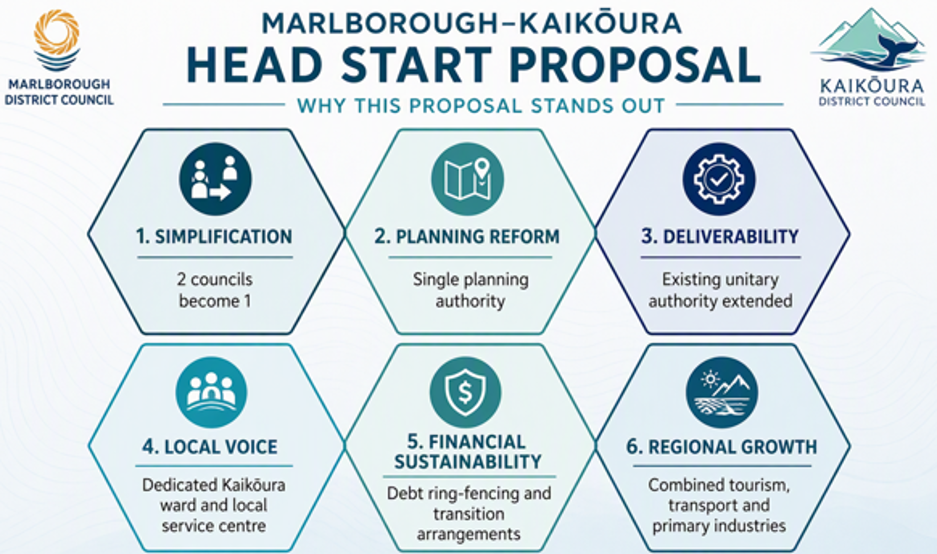 MARLBOROUGH
DISTRICT COUNCIL
MARLBOROUGH–KAIKŌURA
HEAD START PROPOSAL
WHY THIS PROPOSAL STANDS OUT
KAIKŌURA
DISTRICT COUNCIL
1. SIMPLIFICATION
2 councils
become 1
2. PLANNING REFORM
Single planning
authority
3. DELIVERABILITY
Existing unitary
authority extended
4. LOCAL VOICE
Dedicated Kaikōura
ward and local
service centre
5. FINANCIAL
SUSTAINABILITY
$
Debt ring-fencing and
transition
arrangements
6. REGIONAL GROWTH
Combined tourism,
transport and
primary industries